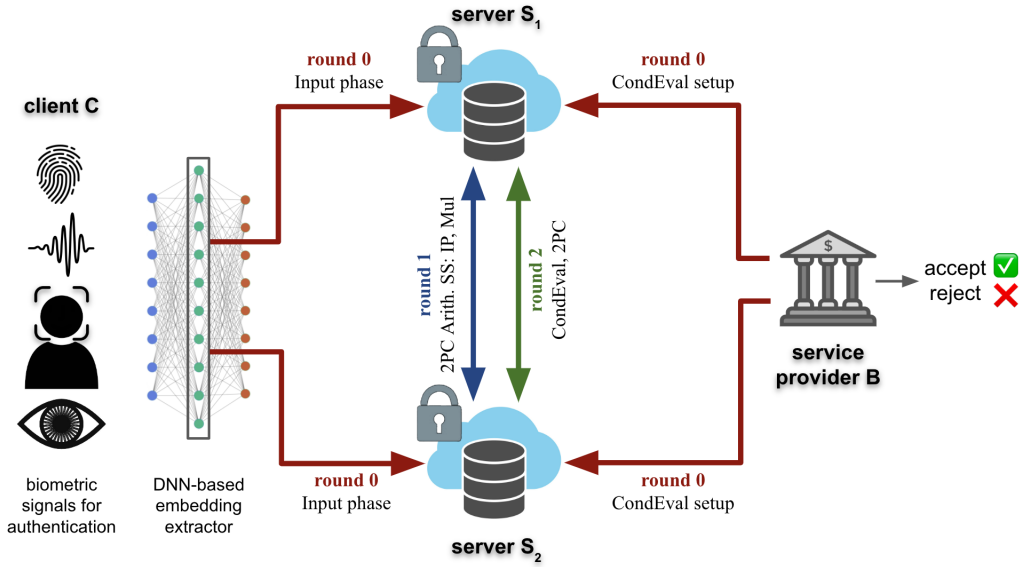 server S1
round 0
Input phase
round 0
CondEval setup
client C
round 1
2PC Arith. SS: IP, Mul
round 2
CondEval, 2PC
$
accept ✅
reject ❌
service
provider B
biometric
signals for
authentication
DNN-based
embedding
extractor
round 0
Input phase
round 0
CondEval setup
server S2